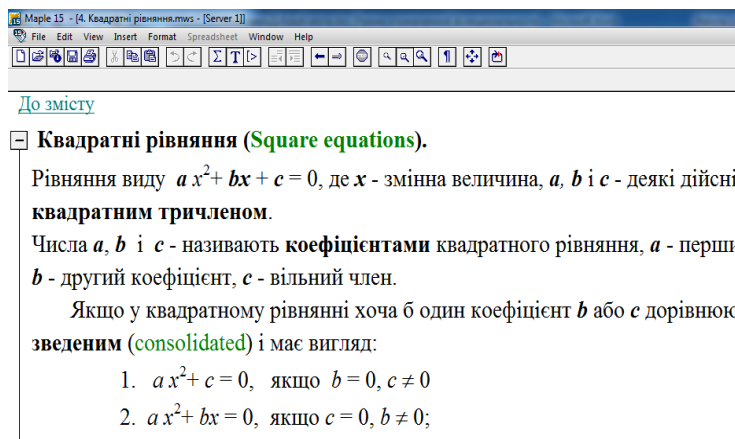 Maple 15 - [4. Квадратні рівняння.mws - [Server 1]]
File Edit View Insert Format Spreadsheet Window Help
До змісту
Квадратні рівняння (Square equations).
Рівняння виду a x²+ bx + c = 0, де x - змінна величина, a, b і c - деякі дійсні
квадратним тричленом.
Числа a, b і c - називають коефіцієнтами квадратного рівняння, a - перши
b - другий коефіцієнт, c - вільний член.
Якщо у квадратному рівнянні хоча б один коефіцієнт b або c дорівнює
зведеним (consolidated) і має вигляд:
1. a x²+ c = 0, якщо b = 0, c ≠ 0
2. a x²+ bx = 0, якщо c = 0, b ≠ 0;